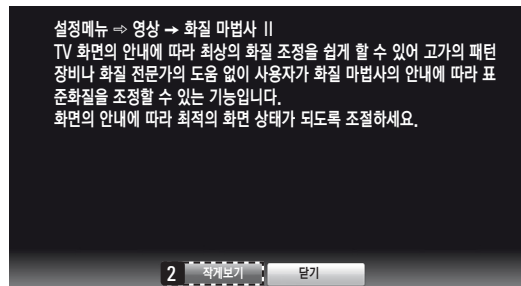 설정메뉴 ⇨ 영상 → 화질 마법사 Ⅱ
TV 화면의 안내에 따라 최상의 화질 조정을 쉽게 할 수 있어 고가의 패턴
장비나 화질 전문가의 도움 없이 사용자가 화질 마법사의 안내에 따라 표
준화질을 조정할 수 있는 기능입니다.
화면의 안내에 따라 최적의 화면 상태가 되도록 조절하세요.
2 작게보기 닫기